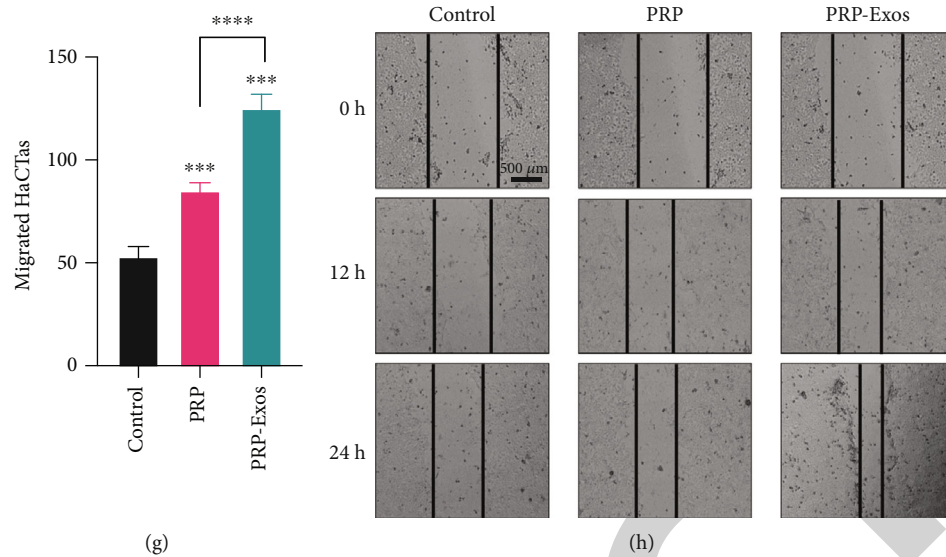 ****
150
***
100
***
50
0
Migrated HaCTas
Control
PRP
PRP-Exos
(g)
Control PRP PRP-Exos
0 h
500 µm
12 h
24 h
(h)